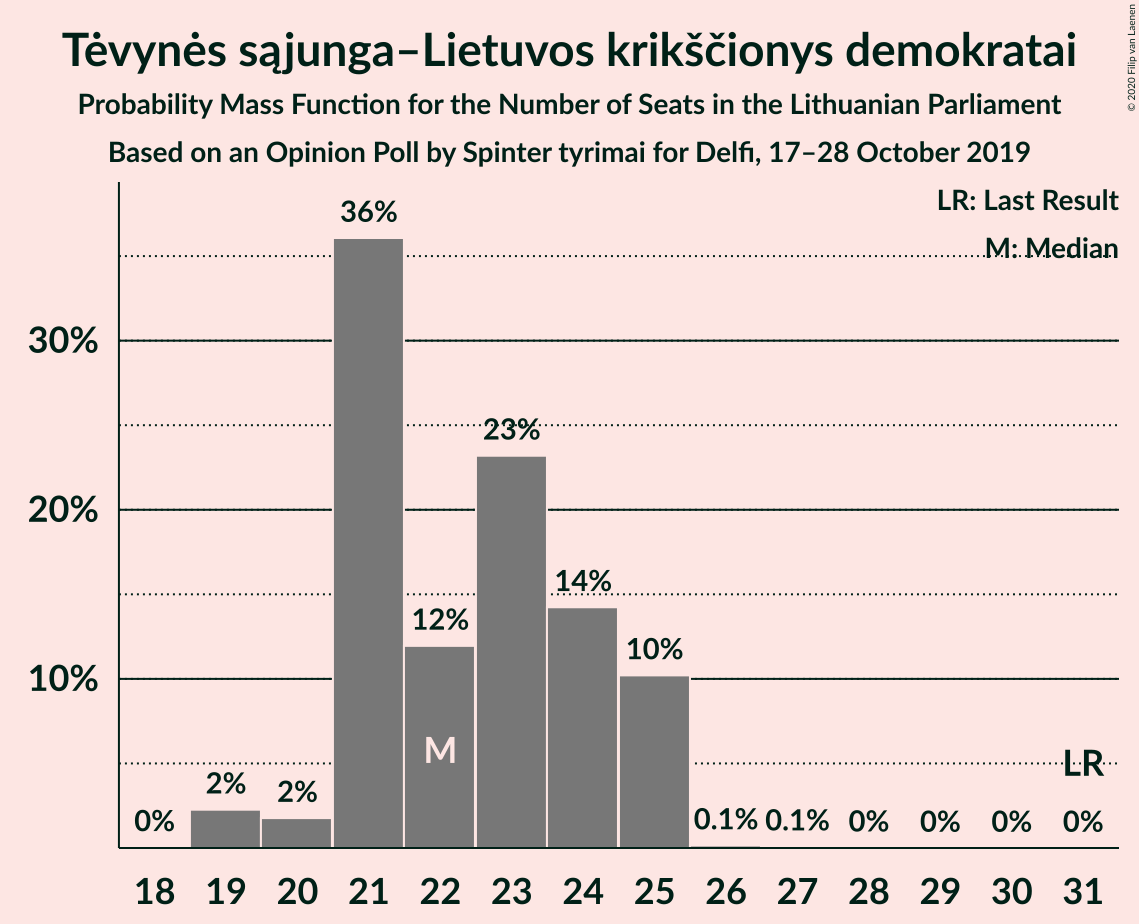 Tėvynės sąjunga–Lietuvos krikščionys demokratai
Probability Mass Function for the Number of Seats in the Lithuanian Parliament
Based on an Opinion Poll by Spinter tyrimai for Delfi, 17–28 October 2019
© 2020 Filip van Laenen
LR: Last Result
M: Median
30%
20%
10%
0%
2%
2%
36%
12%
23%
14%
10%
0.1%
0.1%
0%
0%
0%
0%
M
LR
18 19 20 21 22 23 24 25 26 27 28 29 30 31